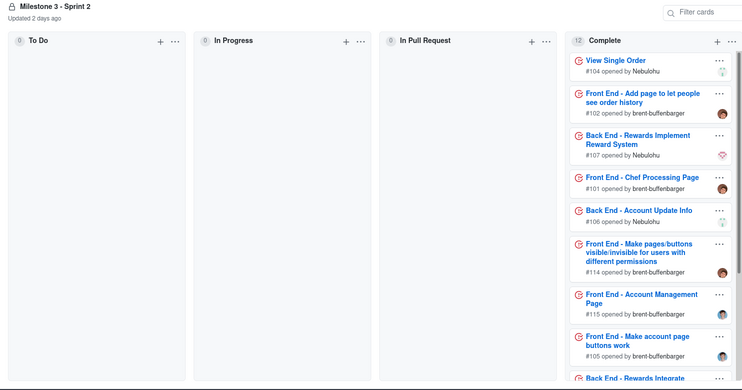 Milestone 3 - Sprint 2
Updated 2 days ago
Filter cards
0 To Do
0 In Progress
0 In Pull Request
12 Complete
View Single Order
#104 opened by Nebulohu
Front End - Add page to let people
see order history
#102 opened by brent-buffenbarger
Back End - Rewards Implement
Reward System
#107 opened by Nebulohu
Front End - Chef Processing Page
#101 opened by brent-buffenbarger
Back End - Account Update Info
#106 opened by Nebulohu
Front End - Make pages/buttons
visible/invisible for users with
different permissions
#114 opened by brent-buffenbarger
Front End - Account Management
Page
#115 opened by brent-buffenbarger
Front End - Make account page
buttons work
#105 opened by brent-buffenbarger
Back End - Rewards Integrate